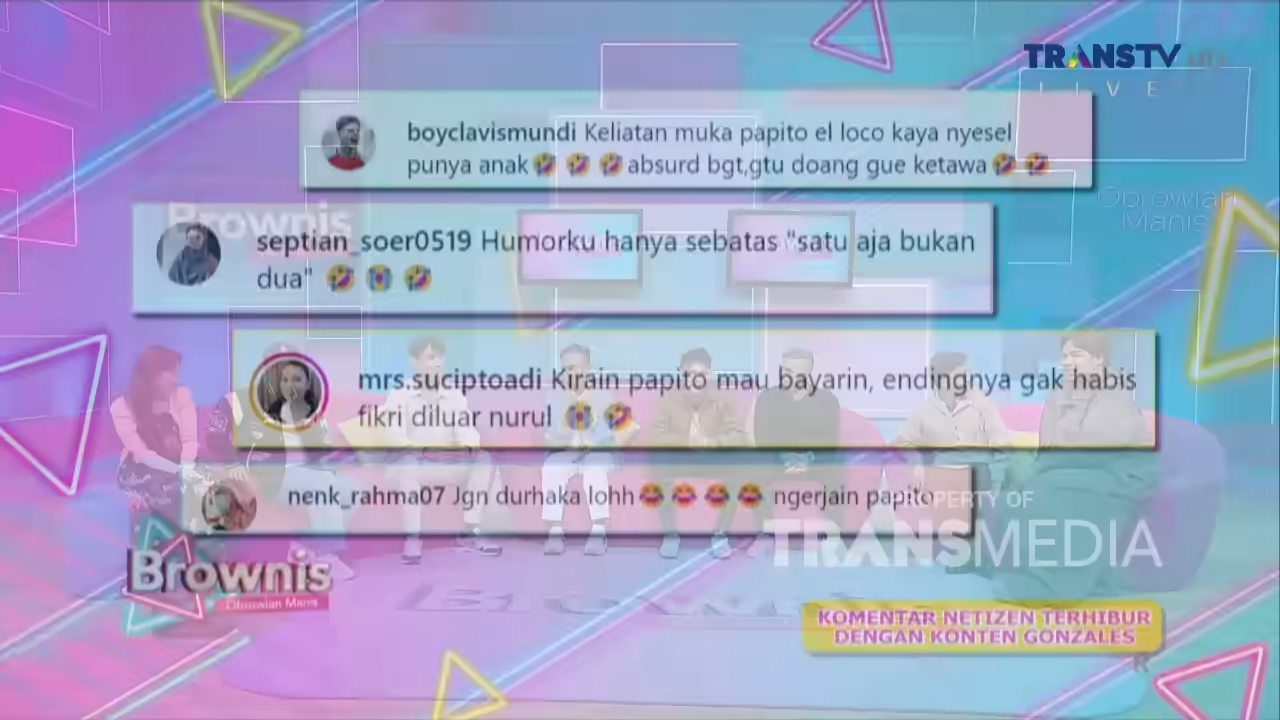 TRANSTV HD
LIVE
boyclavismundi Keliatan muka papito el loco kaya nyesel
punya anak🤣 🤣 🤣absurd bgt,gtu doang gue ketawa🤣 🤣
Obrowlan
Manis
Brownis
septian_soer0519 Humorku hanya sebatas "satu aja bukan
dua" 🤣 😭 🤣
mrs.suciptoadi Kirain papito mau bayarin, endingnya gak habis
fikri diluar nurul 😭 🤣
nenk_rahma07 Jgn durhaka lohh😂 😂 😂 😂 ngerjain papito
PROPERTY OF
TRANSMEDIA
Brownis
Obrowlan Manis
KOMENTAR NETIZEN TERHIBUR
DENGAN KONTEN GONZALES
R